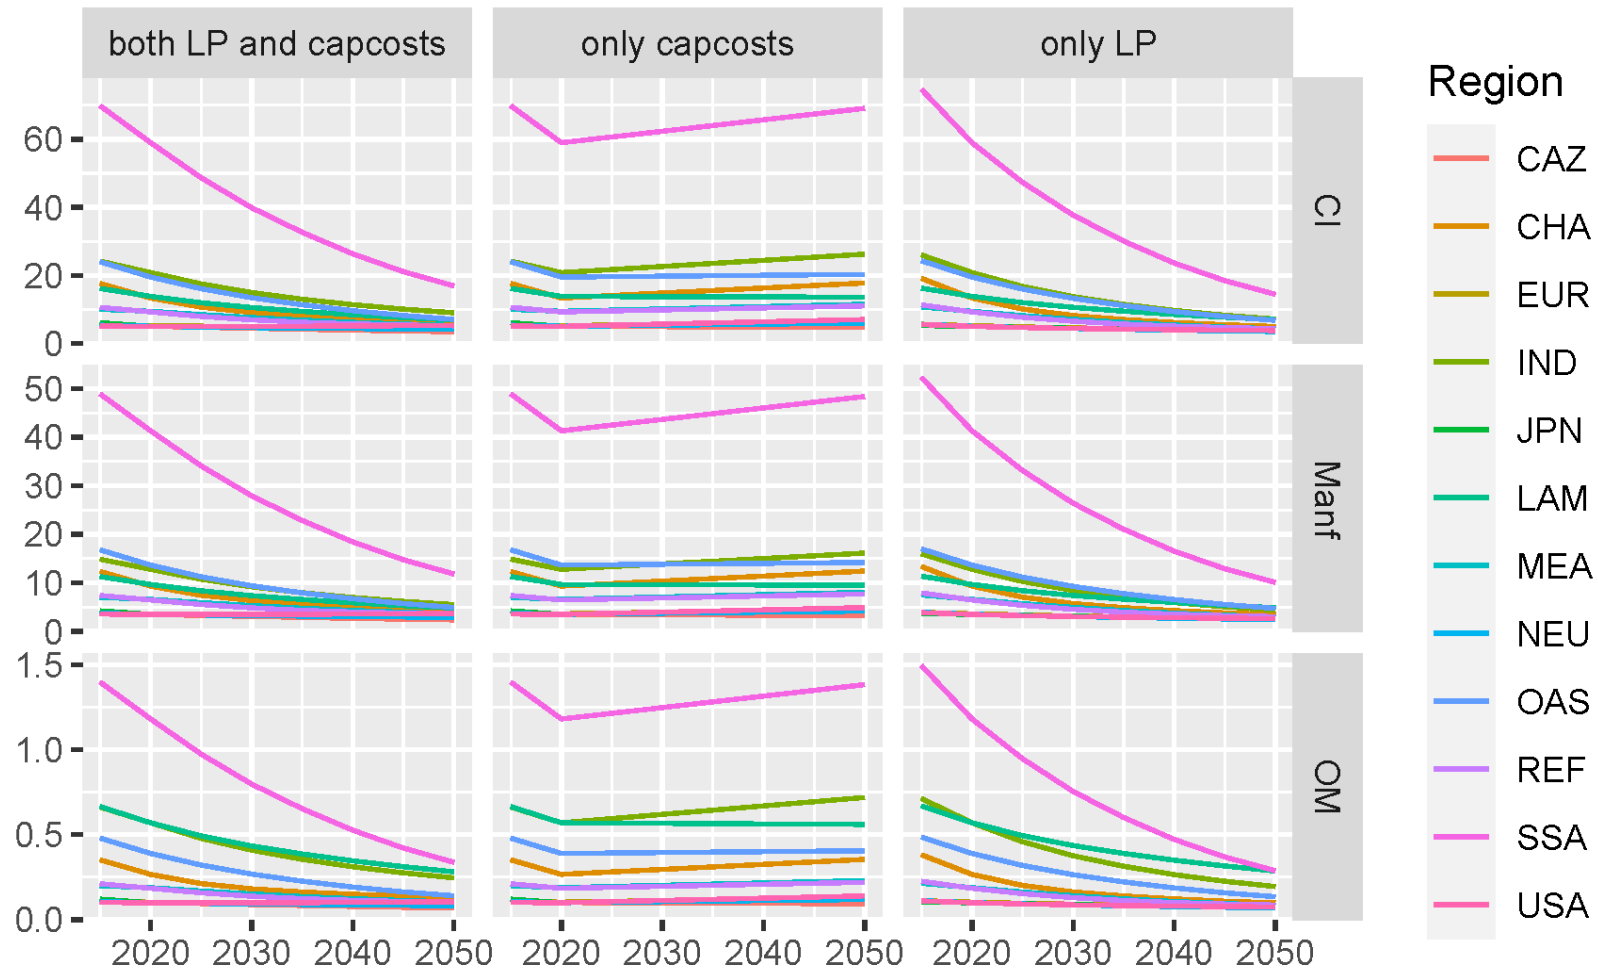 both LP and capcosts
only capcosts
only LP
60
40
20
0
CI
50
40
30
20
10
0
Manf
1.5
1.0
0.5
0.0
OM
2020 2030 2040 2050
2020 2030 2040 2050
2020 2030 2040 2050
Region
CAZ
CHA
EUR
IND
JPN
LAM
MEA
NEU
OAS
REF
SSA
USA